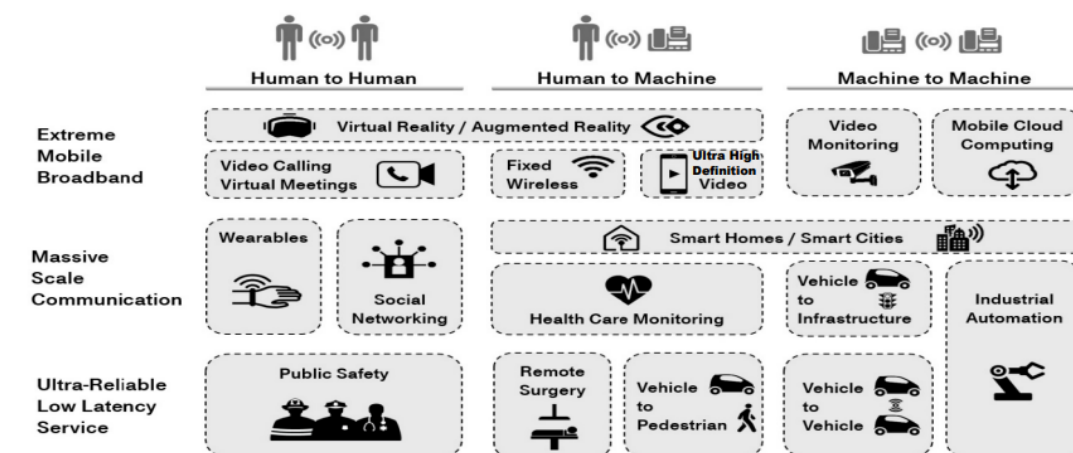 Human to Human
Human to Machine
Machine to Machine
Extreme
Mobile
Broadband
Virtual Reality / Augmented Reality
Video
Monitoring
Mobile Cloud
Computing
Video Calling
Virtual Meetings
Fixed
Wireless
Ultra High
Definition
Video
Massive
Scale
Communication
Wearables
Social
Networking
Smart Homes / Smart Cities
Health Care Monitoring
Vehicle
to
Infrastructure
Industrial
Automation
Ultra-Reliable
Low Latency
Service
Public Safety
Remote
Surgery
Vehicle
to
Pedestrian
Vehicle
to
Vehicle